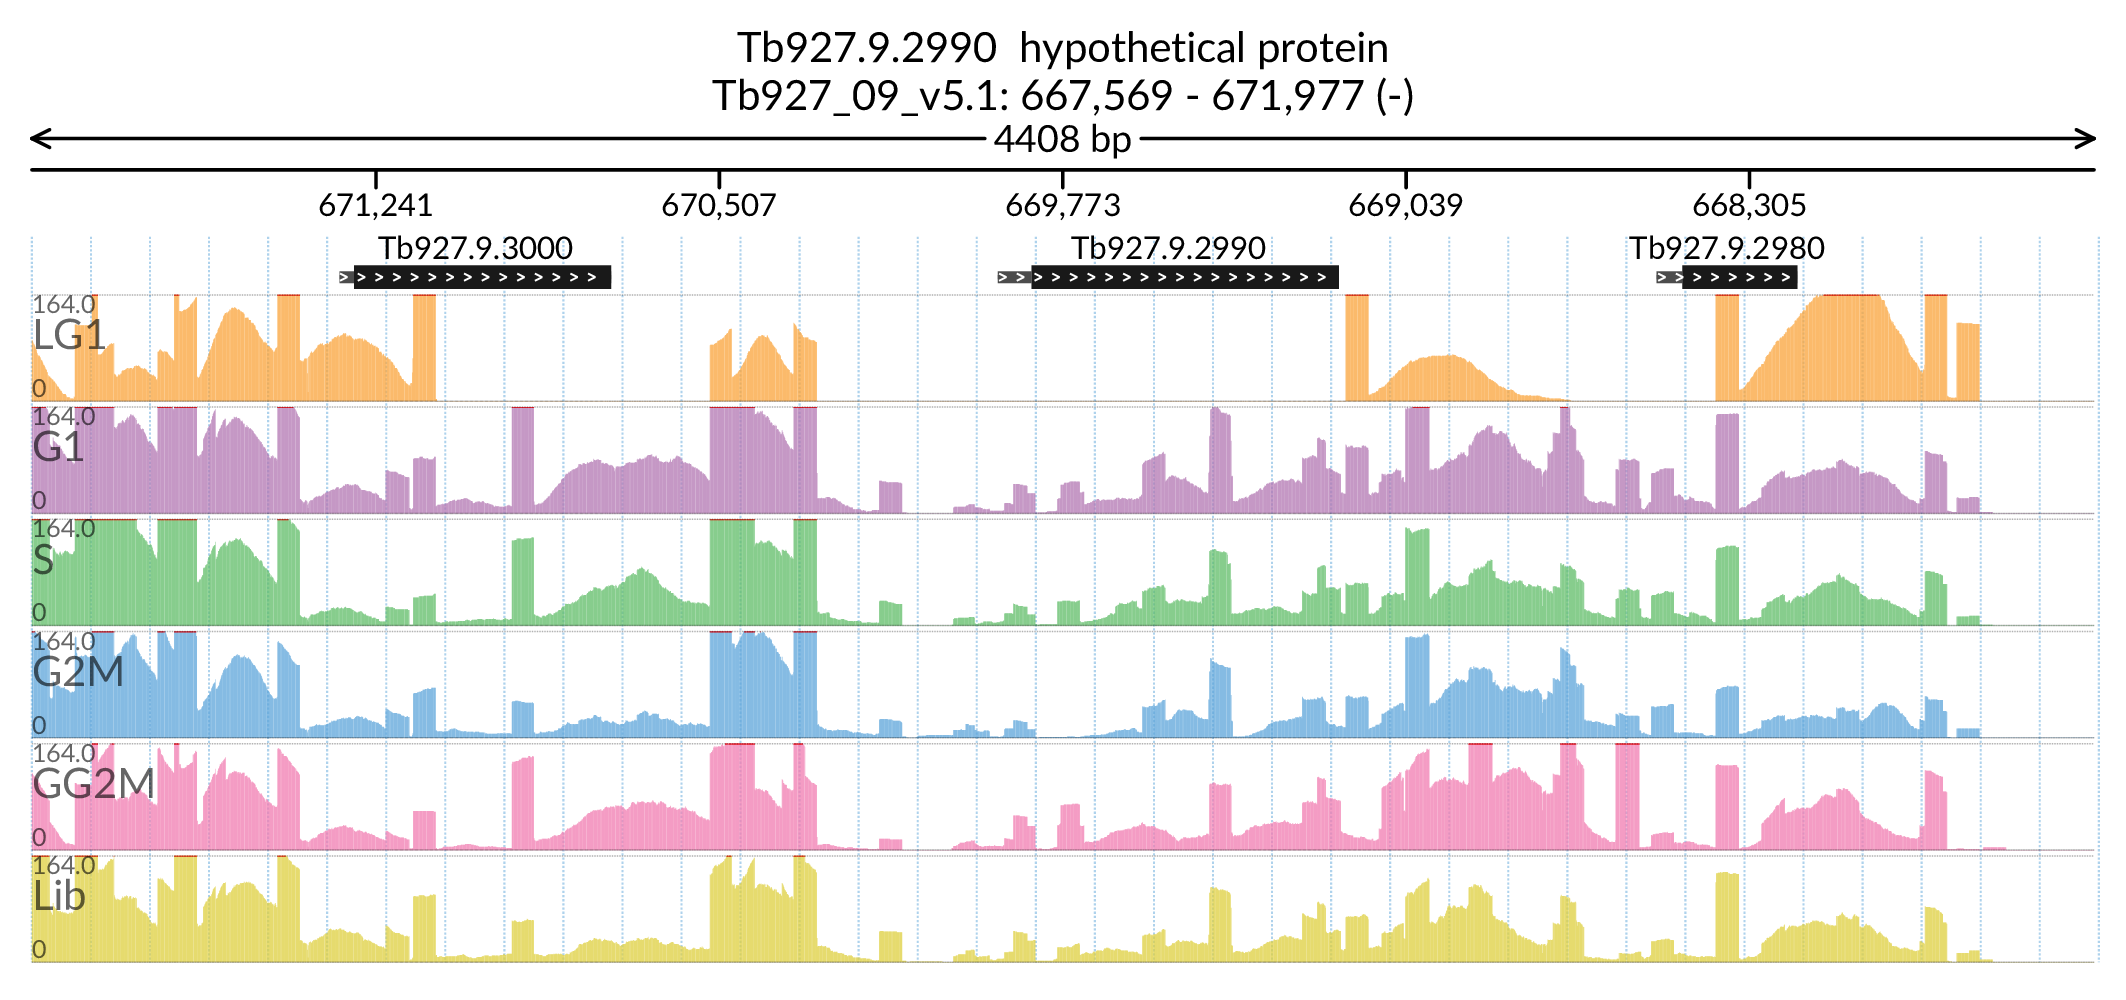 Tb927.9.2990 hypothetical protein
Tb927_09_v5.1: 667,569 - 671,977 (-)
4408 bp
671,241 670,507 669,773 669,039 668,305
Tb927.9.3000 Tb927.9.2990 Tb927.9.2980
164.0
LG1
0
164.0
G1
0
164.0
S
0
164.0
G2M
0
164.0
GG2M
0
164.0
Lib
0